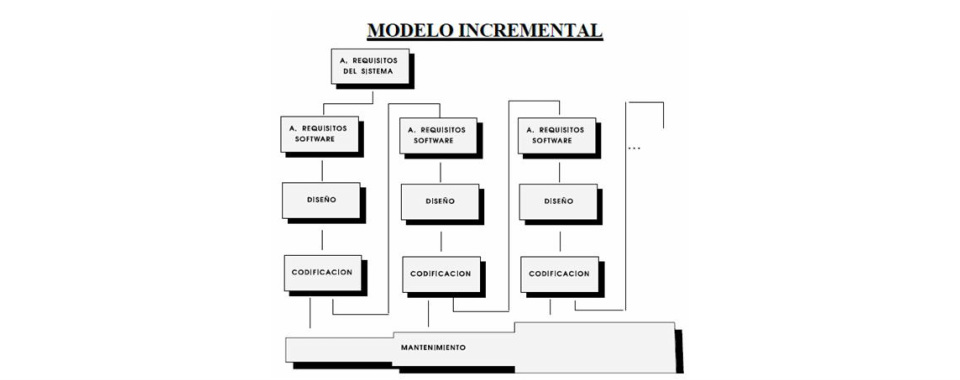 MODELO INCREMENTAL
A. REQUISITOS
DEL SISTEMA
A. REQUISITOS
SOFTWARE
A. REQUISITOS
SOFTWARE
A. REQUISITOS
SOFTWARE
...
DISEÑO
DISEÑO
DISEÑO
CODIFICACION
CODIFICACION
CODIFICACION
MANTENIMIENTO